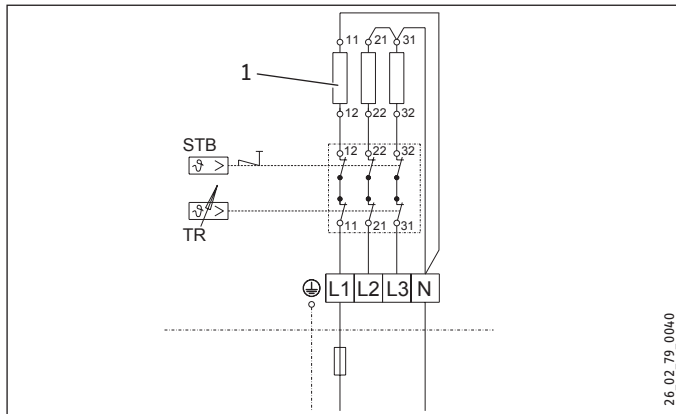 11 21 31
1
12 22 32
STB
12 22 32
ϑ >
ϑ >
TR
11 21 31
L1 L2 L3 N
26_02_79_0040